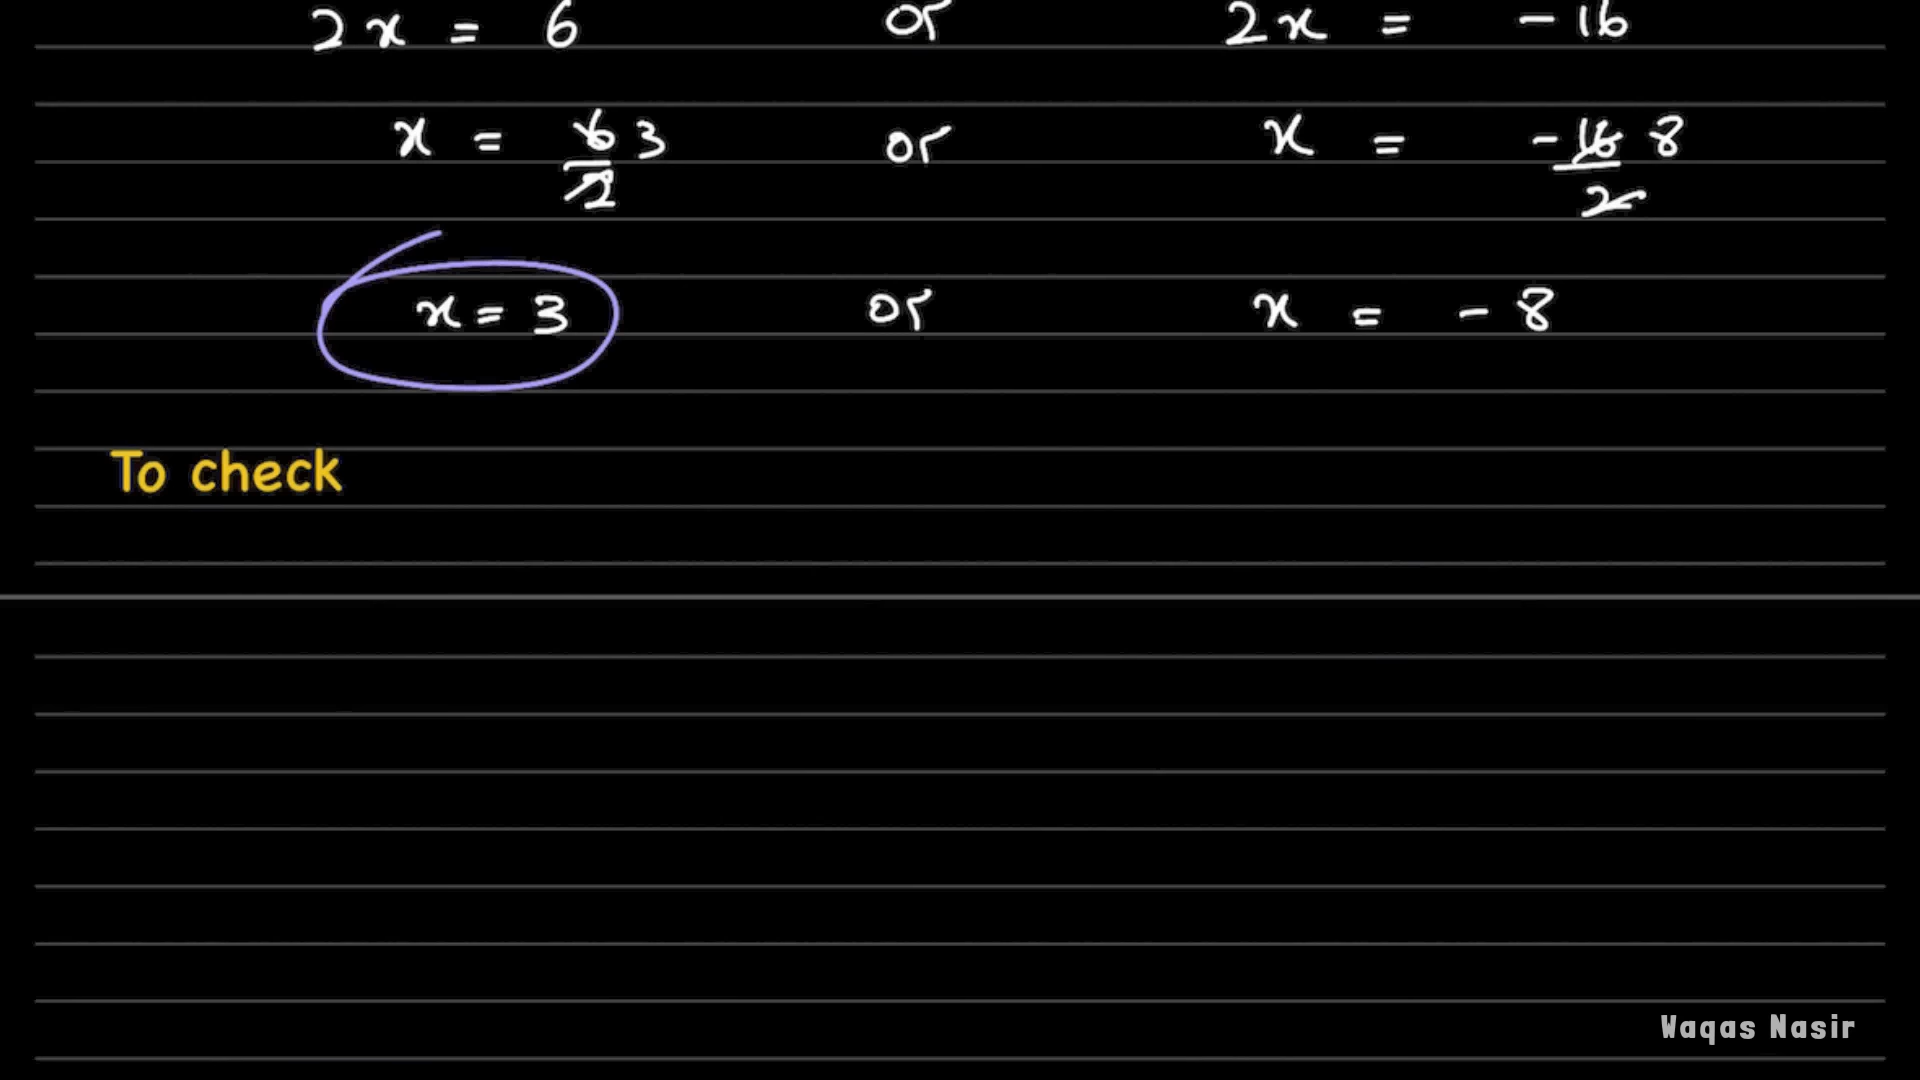 2x = 6 or 2x = -16
x = 6/2 3 or x = -16/2 8
x = 3 or x = -8
To check
Waqas Nasir